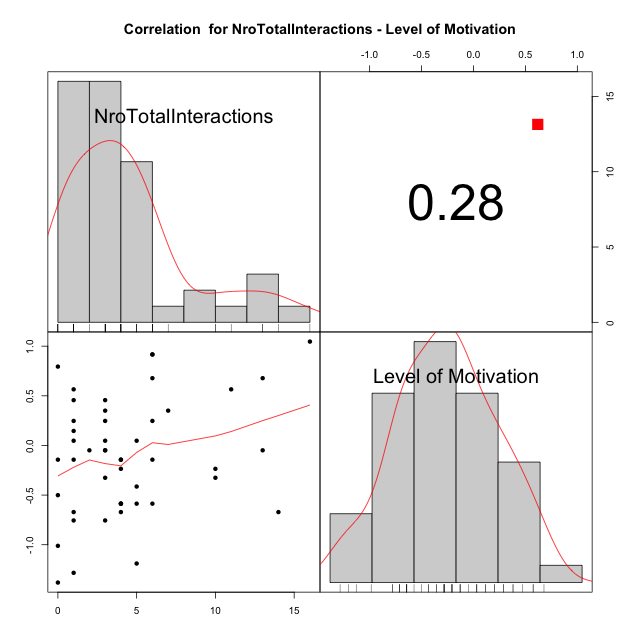 Correlation  for NroTotalInteractions - Level of Motivation
-1.0 -0.5 0.0 0.5 1.0
NroTotalInteractions
0.28
15
10
5
0
Level of Motivation
1.0
0.5
0.0
-0.5
-1.0
0 5 10 15